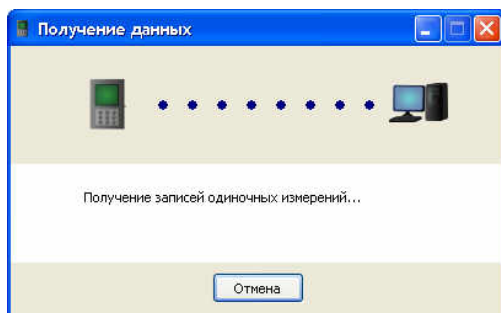 Получение данных
Получение записей одиночных измерений...
Отмена